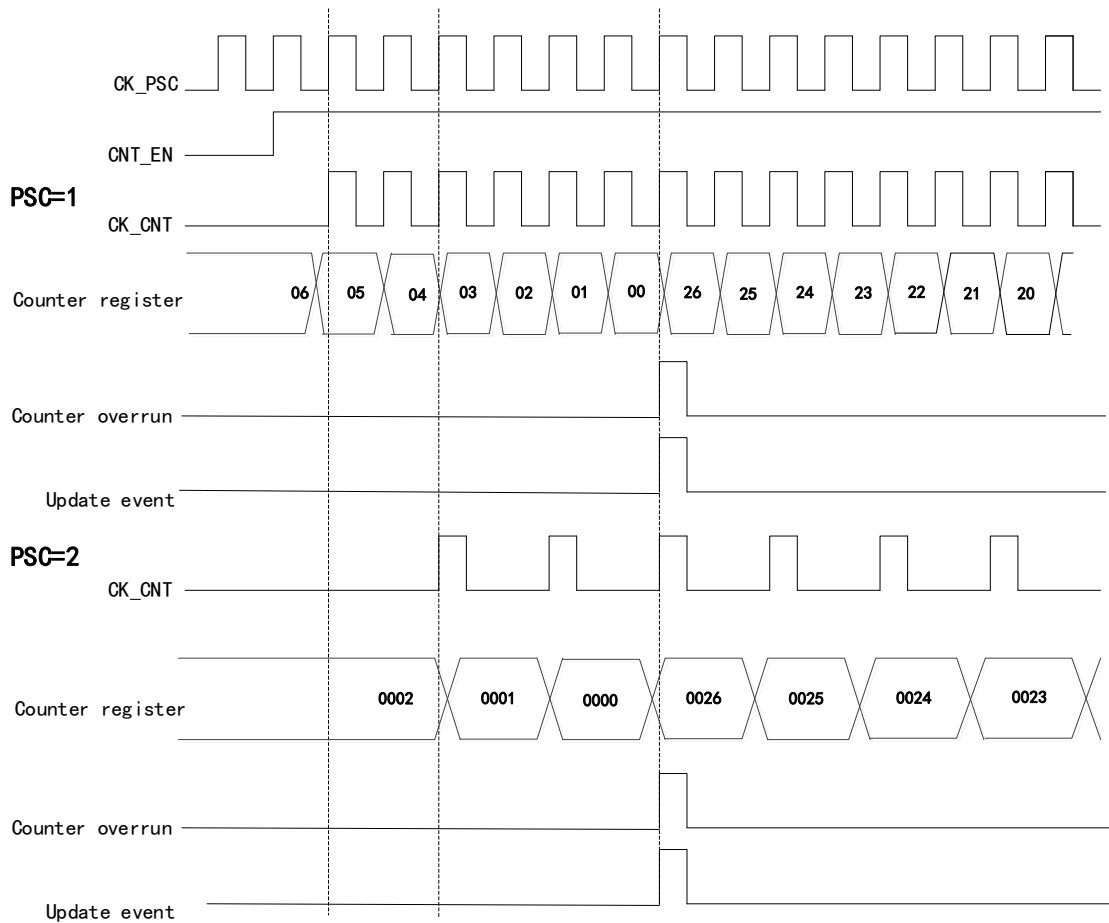 CK_PSC
CNT_EN
PSC=1
CK_CNT
Counter register 06 05 04 03 02 01 00 26 25 24 23 22 21 20
Counter overrun
Update event
PSC=2
CK_CNT
Counter register 0002 0001 0000 0026 0025 0024 0023
Counter overrun
Update event